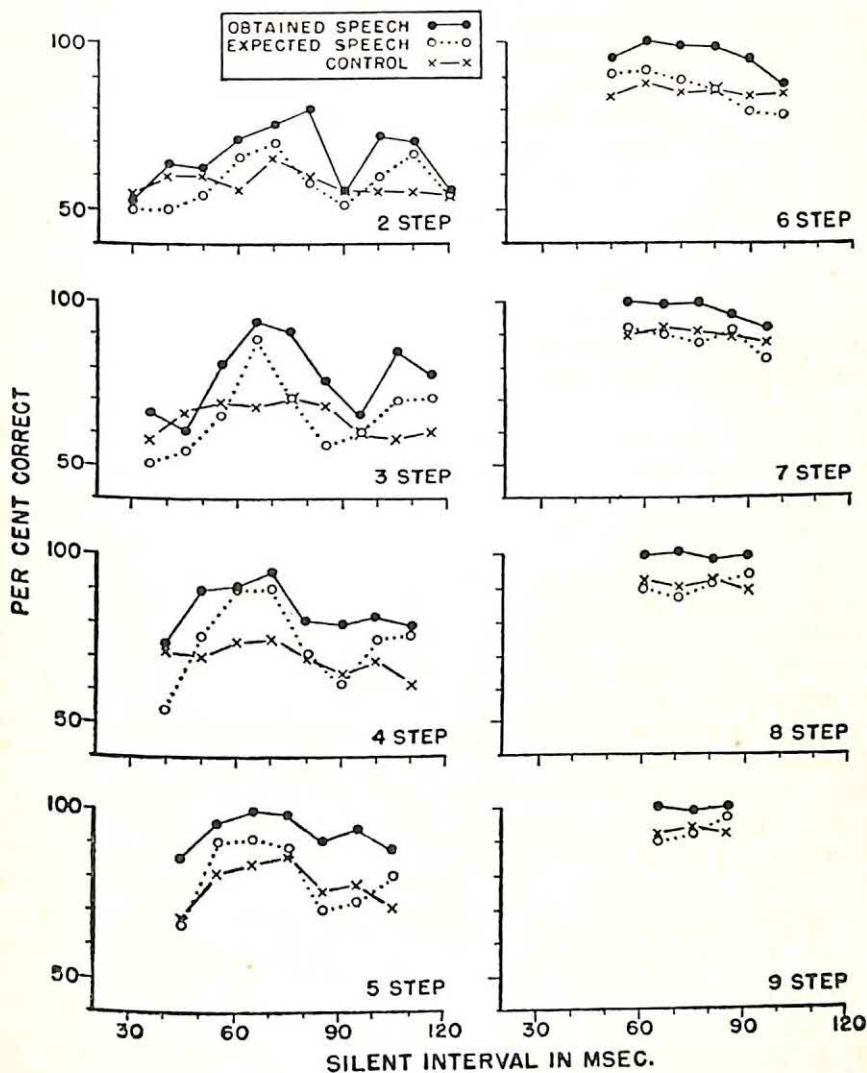 OBTAINED SPEECH
EXPECTED SPEECH
CONTROL
100
50
2 STEP
6 STEP
100
50
3 STEP
7 STEP
PER CENT CORRECT
100
50
4 STEP
8 STEP
100
50
5 STEP
9 STEP
30 60 90 120 30 60 90 120
SILENT INTERVAL IN MSEC.